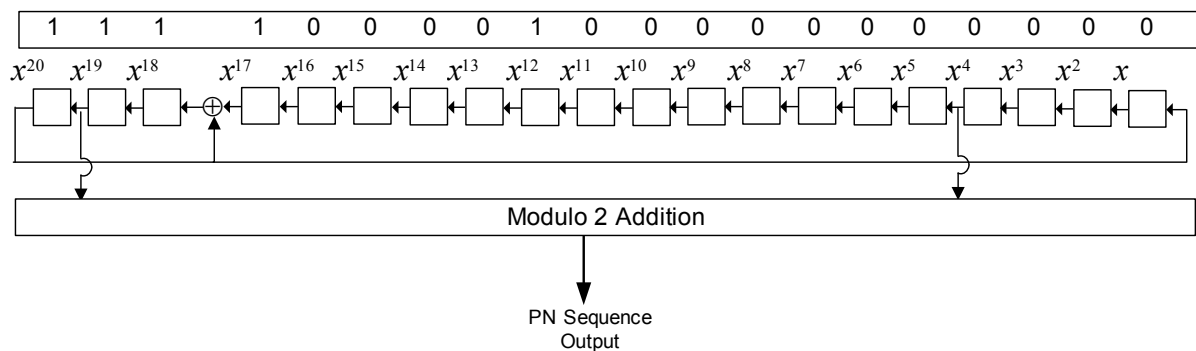 1 1 1 1 0 0 0 0 1 0 0 0 0 0 0 0 0 0 0 0
x²⁰ x¹⁹ x¹⁸ x¹⁷ x¹⁶ x¹⁵ x¹⁴ x¹³ x¹² x¹¹ x¹⁰ x⁹ x⁸ x⁷ x⁶ x⁵ x⁴ x³ x² x
Modulo 2 Addition
PN Sequence
Output